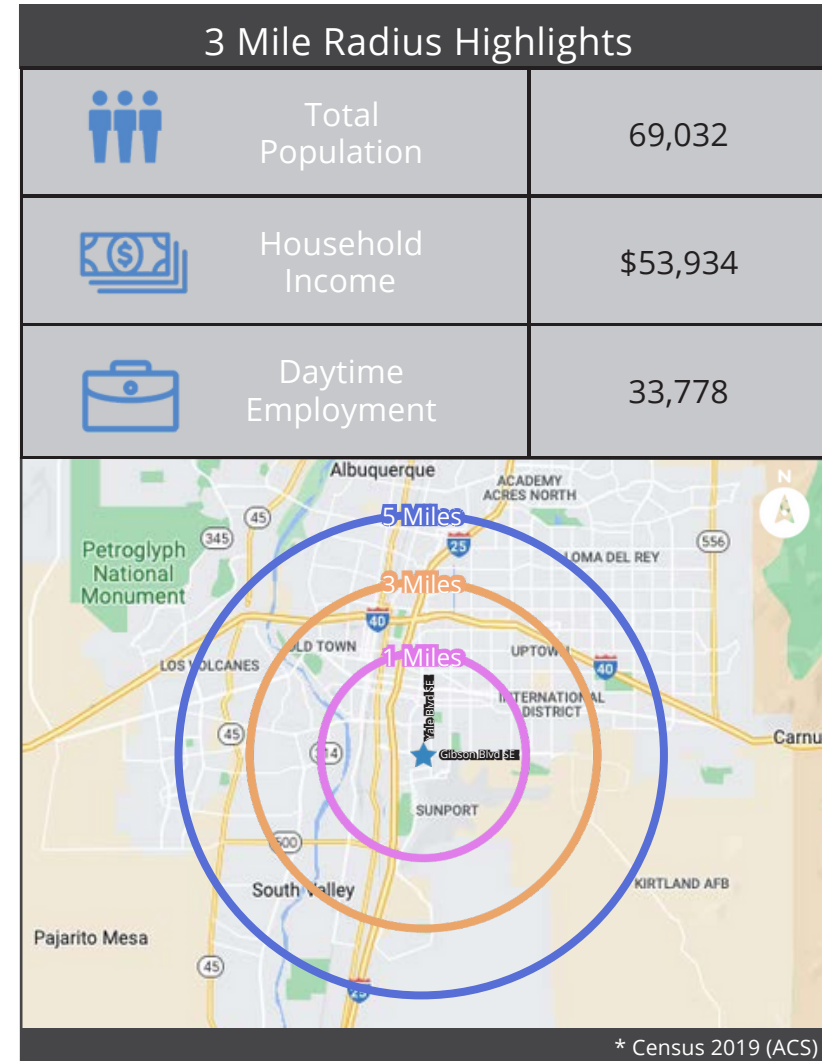 3 Mile Radius Highlights
Total
Population
69,032
Household
Income
$53,934
Daytime
Employment
33,778
Albuquerque
ACADEMY
ACRES NORTH
N
45
5 Miles
345
25
556
Petroglyph
National
Monument
LOMA DEL REY
3 Miles
40
OLD TOWN
1 Miles
UPTOWN
LOS VOLCANES
40
INTERNATIONAL
DISTRICT
Yale Blvd SE
45
314
Gibson Blvd SE
Carnu
SUNPORT
500
South Valley
KIRTLAND AFB
Pajarito Mesa
45
25
* Census 2019 (ACS)